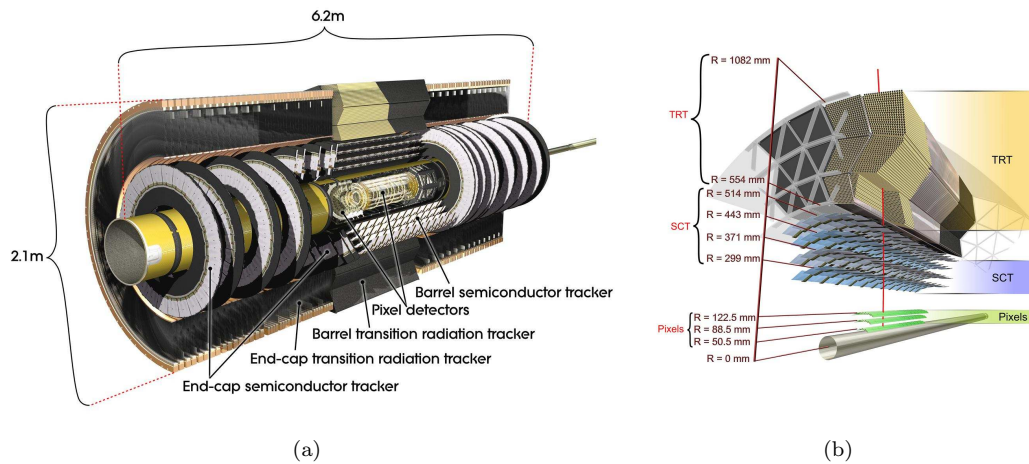 6.2m
2.1m
Barrel semiconductor tracker
Pixel detectors
Barrel transition radiation tracker
End-cap transition radiation tracker
End-cap semiconductor tracker
(a)
R = 1082 mm
TRT
TRT
R = 554 mm
R = 514 mm
R = 443 mm
SCT
R = 371 mm
R = 299 mm
SCT
R = 122.5 mm
Pixels
Pixels
R = 88.5 mm
R = 50.5 mm
R = 0 mm
(b)